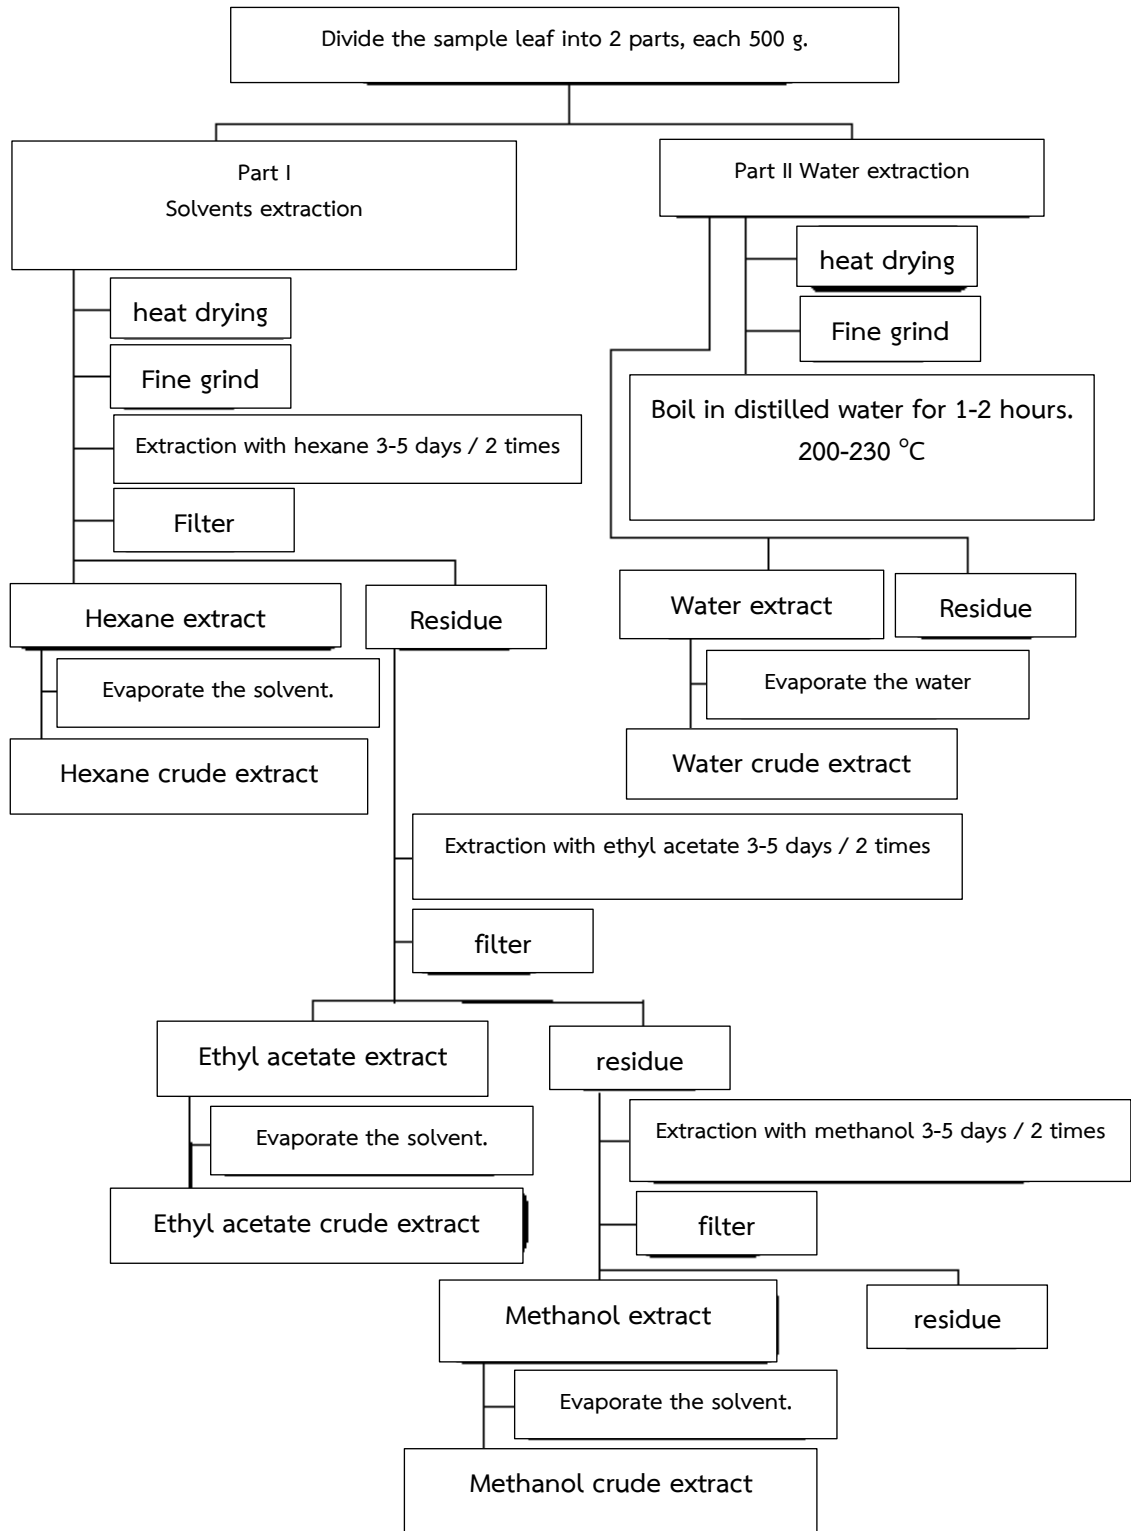 Divide the sample leaf into 2 parts, each 500 g.
Part I
Solvents extraction
heat drying
Fine grind
Extraction with hexane 3-5 days / 2 times
Filter
Hexane extract
Residue
Evaporate the solvent.
Hexane crude extract
Extraction with ethyl acetate 3-5 days / 2 times
filter
Ethyl acetate extract
residue
Evaporate the solvent.
Ethyl acetate crude extract
Extraction with methanol 3-5 days / 2 times
filter
Methanol extract
residue
Evaporate the solvent.
Methanol crude extract
Part II Water extraction
heat drying
Fine grind
Boil in distilled water for 1-2 hours.
200-230 °C
Water extract
Residue
Evaporate the water
Water crude extract